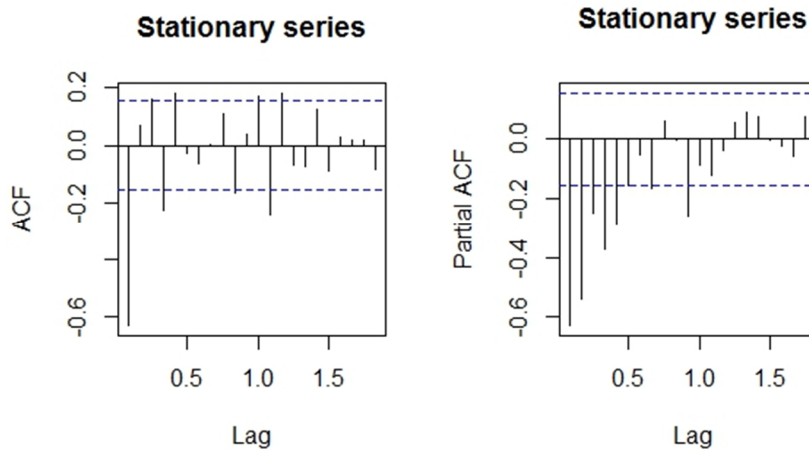 Stationary series
ACF
0.2
0.0
-0.2
-0.6
0.5 1.0 1.5
Lag
Stationary series
Partial ACF
0.0
-0.2
-0.4
-0.6
0.5 1.0 1.5
Lag